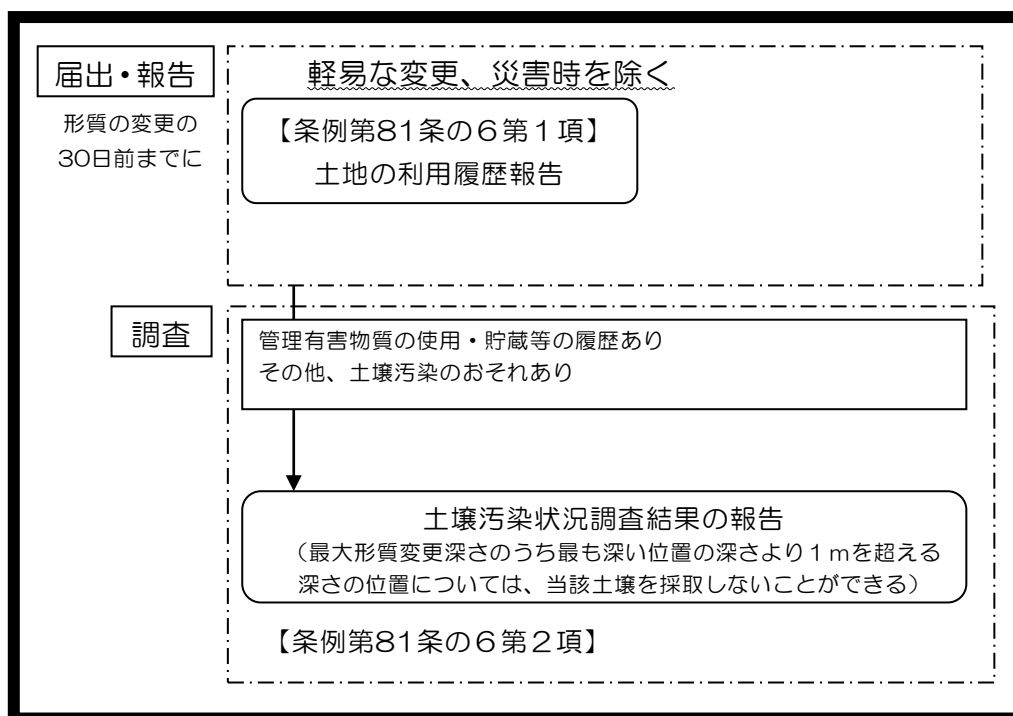 届出・報告
形質の変更の
30日前までに
軽易な変更、災害時を除く
【条例第81条の6第1項】
土地の利用履歴報告
調査
管理有害物質の使用・貯蔵等の履歴あり
その他、土壌汚染のおそれあり
土壌汚染状況調査結果の報告
（最大形質変更深さのうち最も深い位置の深さより1ｍを超える
深さの位置については、当該土壌を採取しないことができる）
【条例第81条の6第2項】